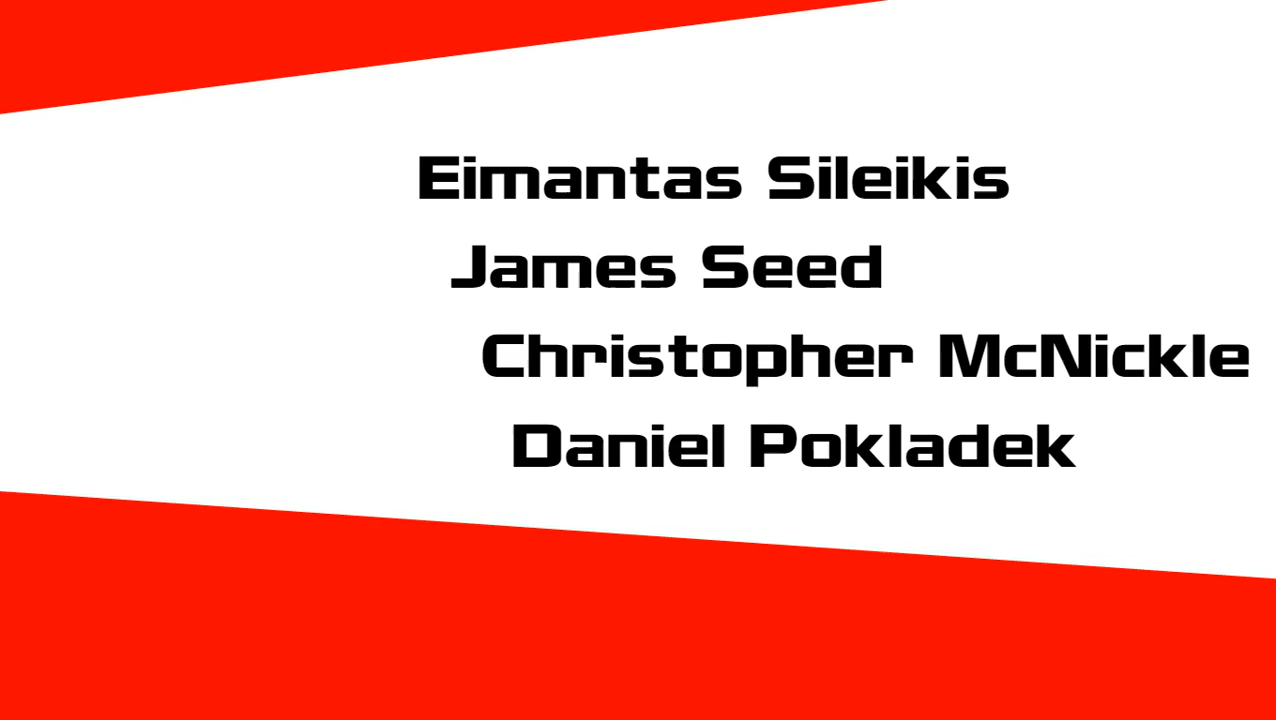 Eimantas Sileikis
James Seed
Christopher McNickle
Daniel Pokladek